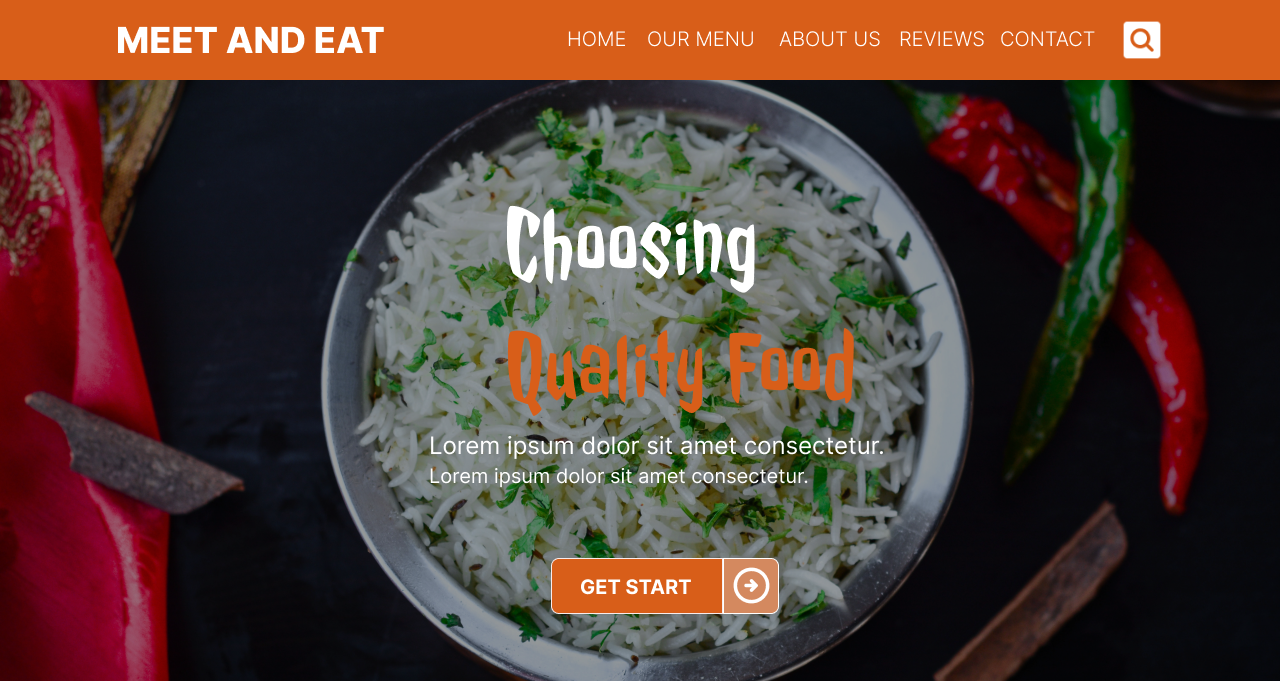 MEET AND EAT
HOME OUR MENU ABOUT US REVIEWS CONTACT
Choosing
Quality Food
Lorem ipsum dolor sit amet consectetur.
Lorem ipsum dolor sit amet consectetur.
GET START